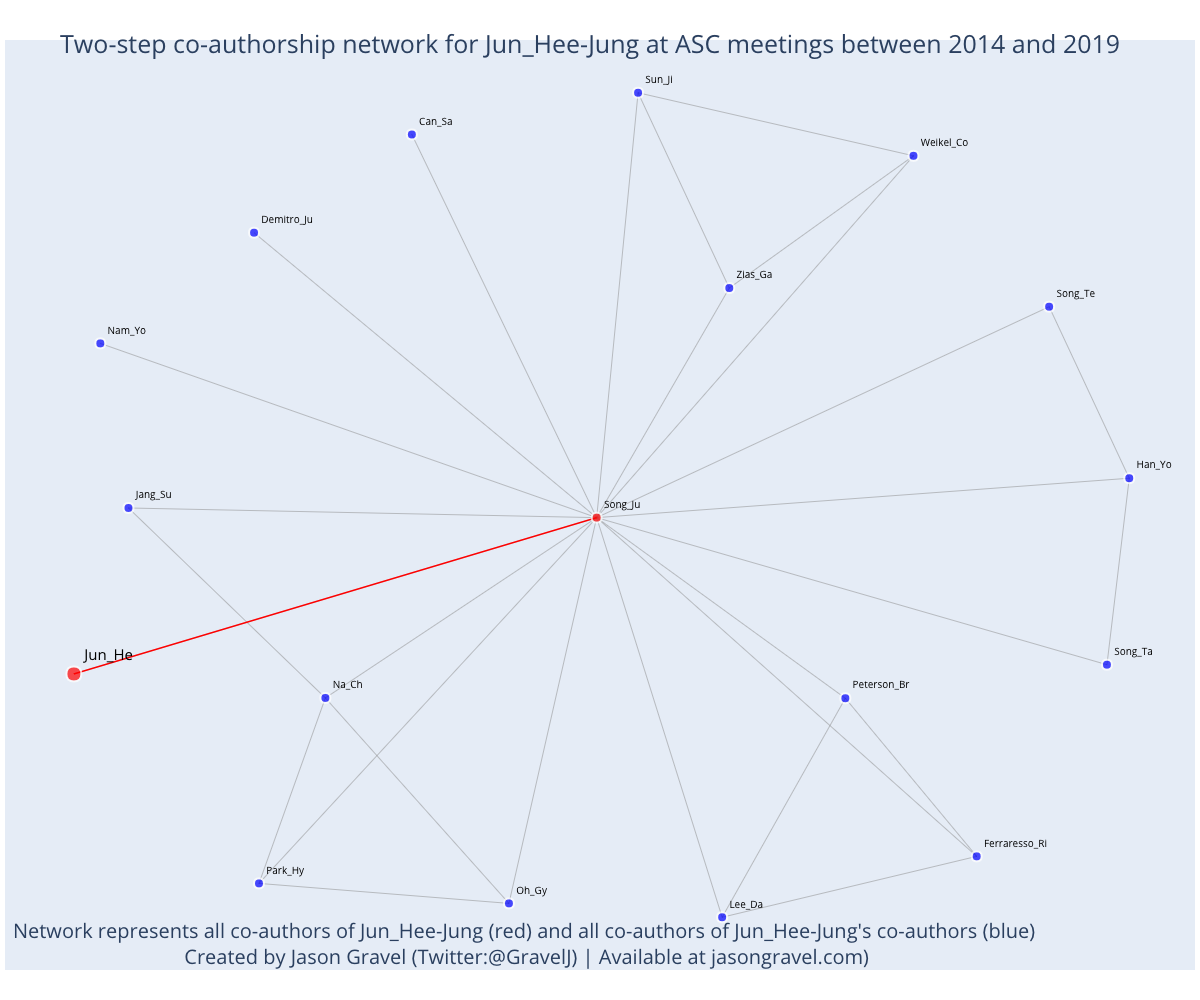 Two-step co-authorship network for Jun_Hee-Jung at ASC meetings between 2014 and 2019
Sun_Ji
Can_Sa
Weikel_Co
Demitro_Ju
Zias_Ga
Song_Te
Nam_Yo
Han_Yo
Jang_Su
Song_Ju
Jun_He
Song_Ta
Na_Ch
Peterson_Br
Ferraresso_Ri
Park_Hy
Oh_Gy
Lee_Da
Network represents all co-authors of Jun_Hee-Jung (red) and all co-authors of Jun_Hee-Jung's co-authors (blue)
Created by Jason Gravel (Twitter:@GravelJ) | Available at jasongravel.com)